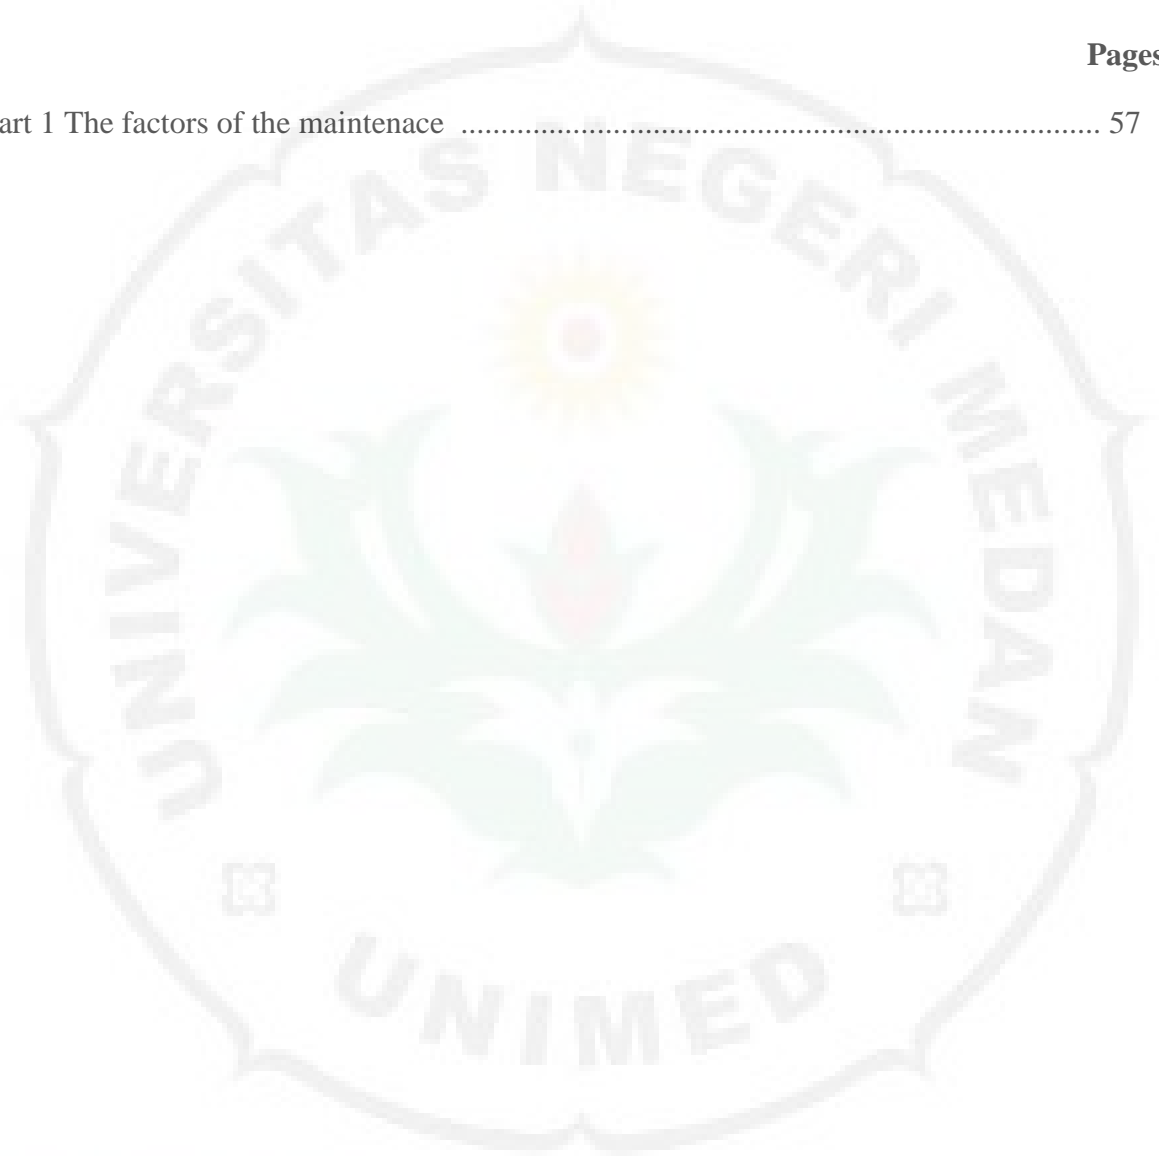 Pages
art 1 The factors of the maintenace ................................................................................ 57
UNIVERSITAS NEGERI MEDAN
UNIMED